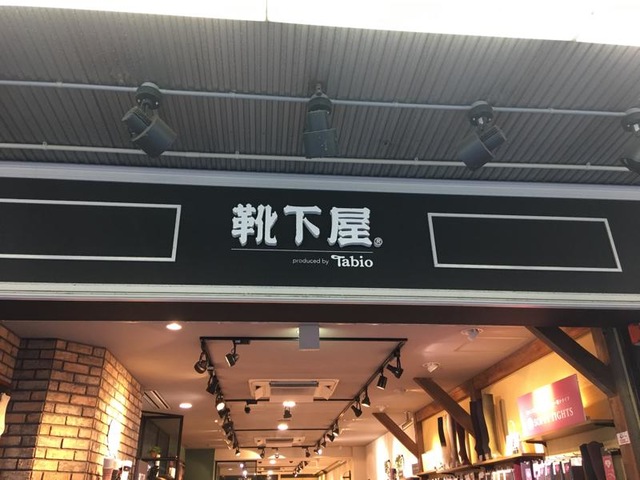 靴下屋®
produced by Tabio
TIGHTS